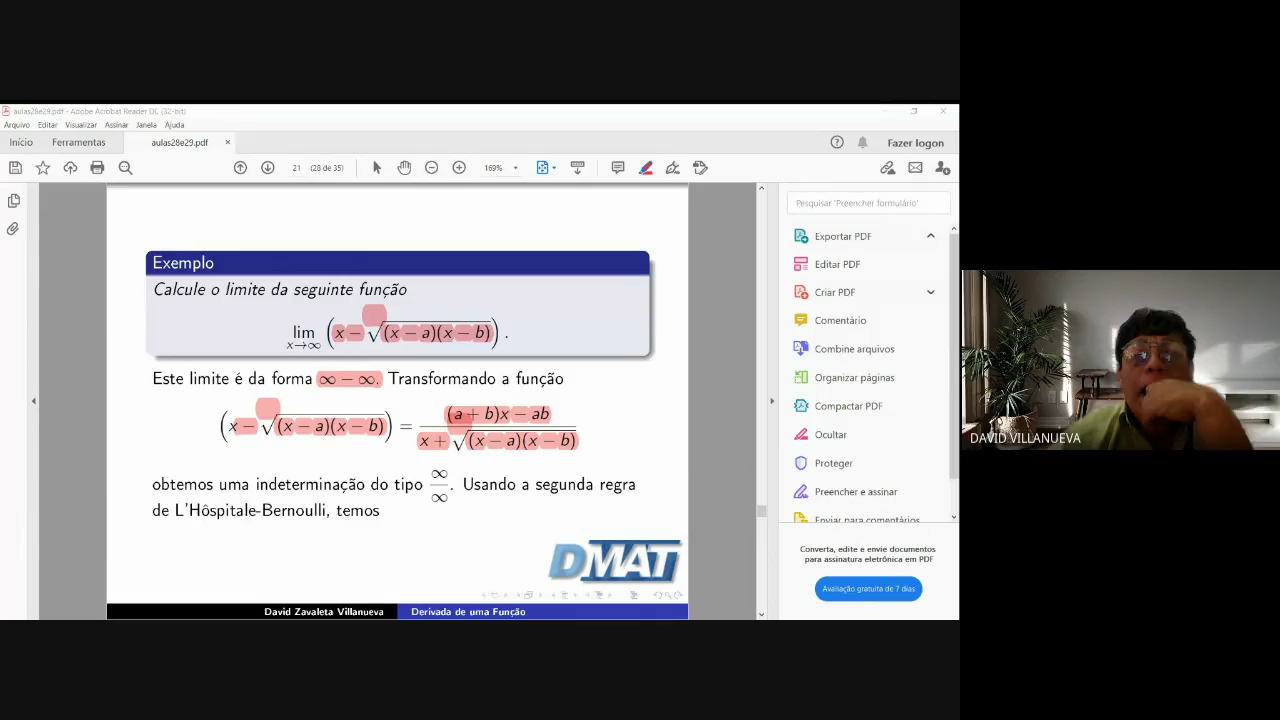 aulas28e29.pdf - Adobe Acrobat Reader DC (32-bit)
Arquivo Editar Visualizar Assinar Janela Ajuda
Início Ferramentas aulas28e29.pdf × Fazer logon
21 (28 de 35) 169%
Pesquisar 'Preencher formulário'
Exportar PDF
Editar PDF
Criar PDF
Comentário
Combine arquivos
Organizar páginas
Compactar PDF
Ocultar
Proteger
Preencher e assinar
Enviar para comentários
Converta, edite e envie documentos
para assinatura eletrônica em PDF
Avaliação gratuita de 7 dias
Exemplo
Calcule o limite da seguinte função
lim x→∞ (x − √(x − a)(x − b)) .
Este limite é da forma ∞ − ∞. Transformando a função
(x − √(x − a)(x − b)) = (a + b)x − ab / x + √(x − a)(x − b)
obtemos uma indeterminação do tipo ∞/∞. Usando a segunda regra
de L'Hôspitale-Bernoulli, temos
DMAT
David Zavaleta Villanueva Derivada de uma Função
DAVID VILLANUEVA